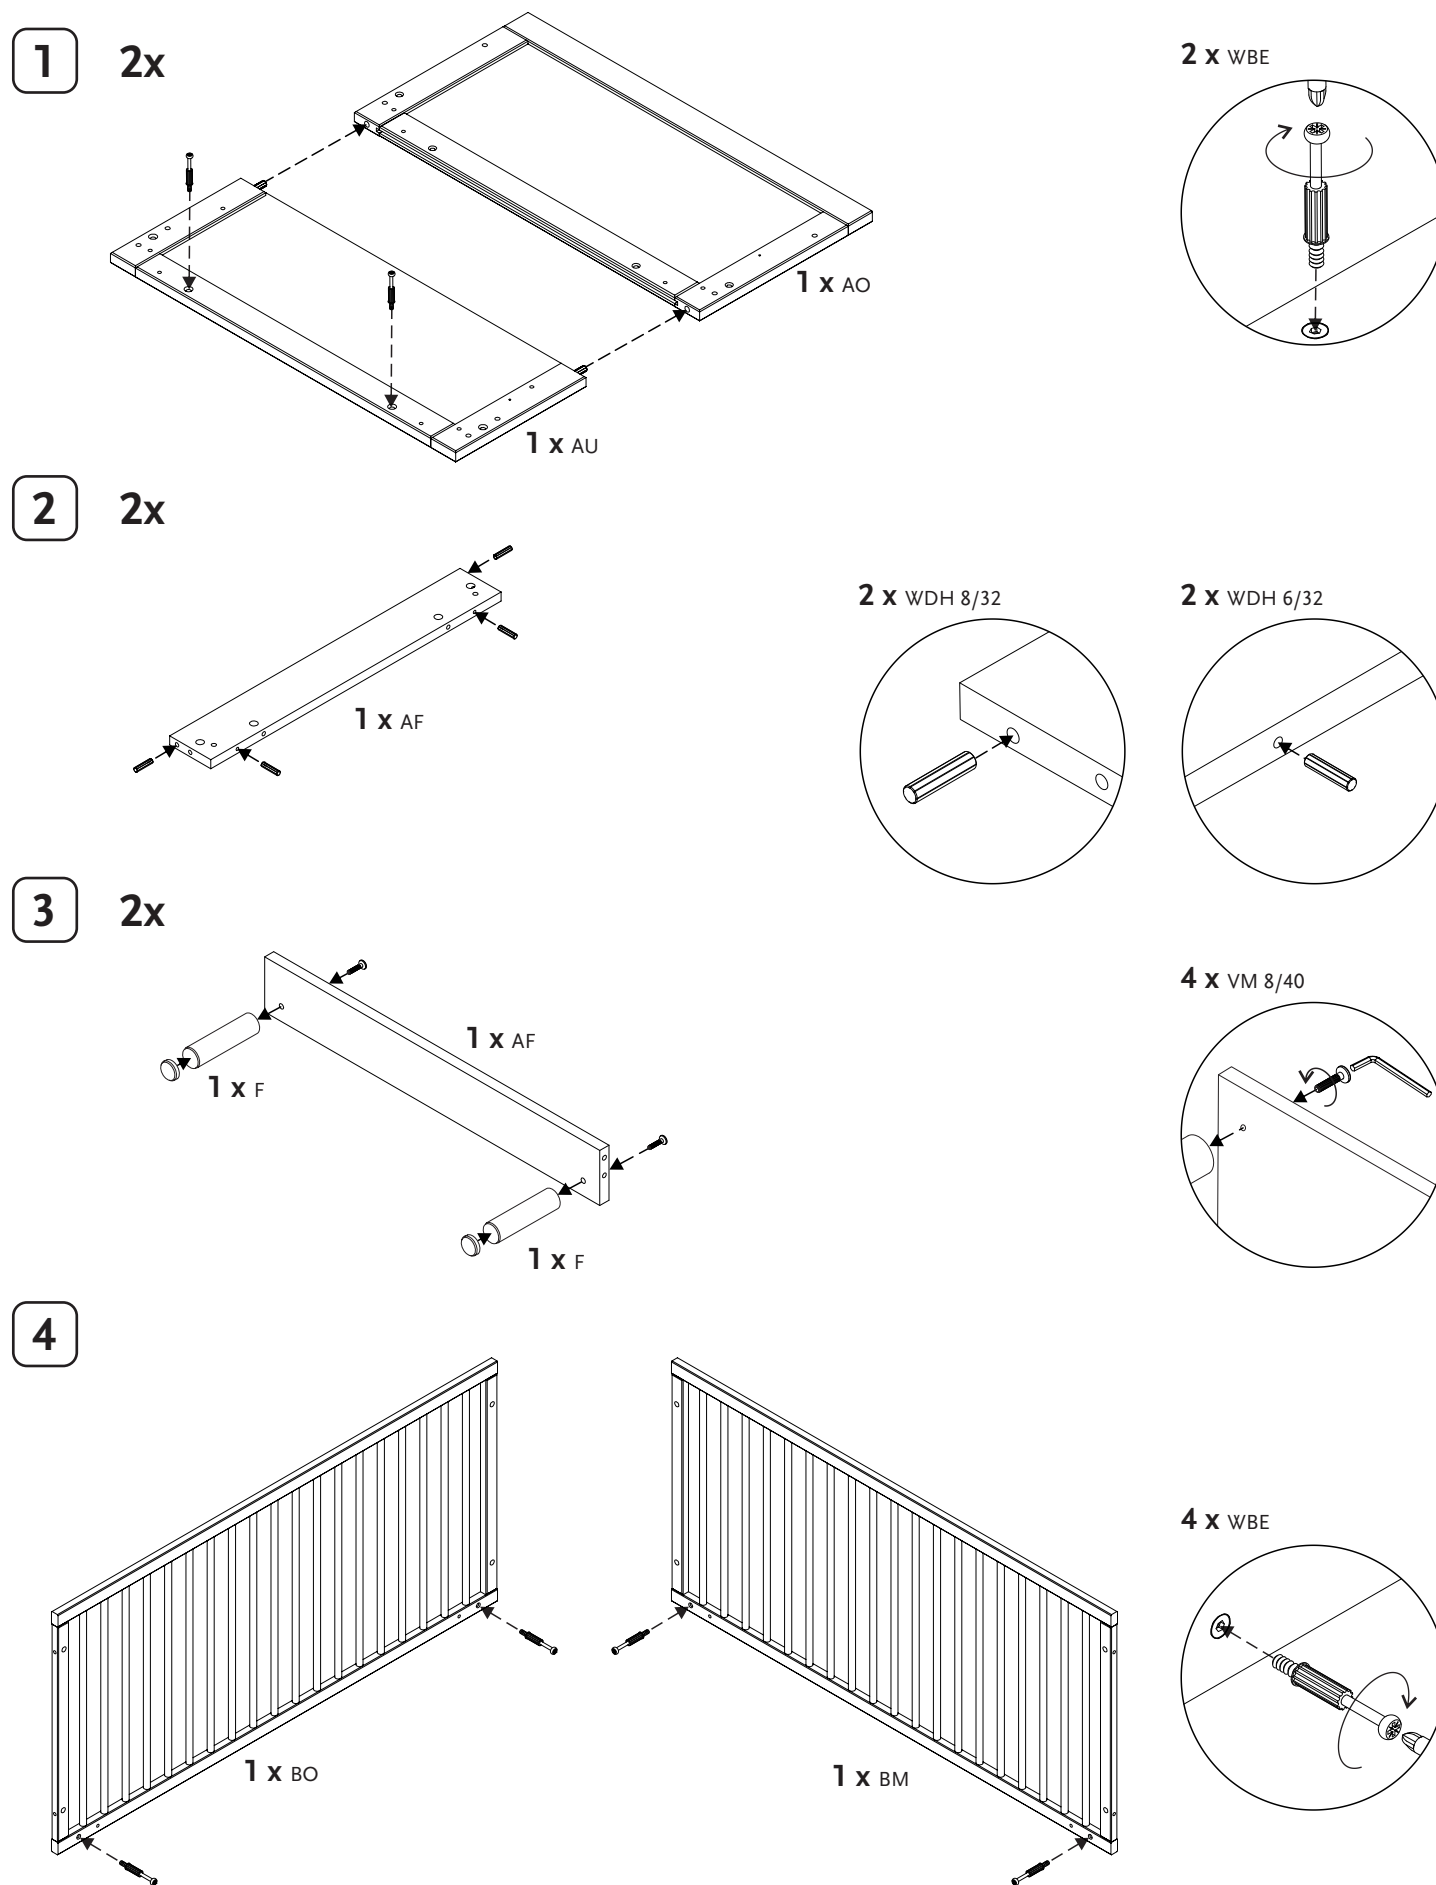 1 2x
2 x WBE
1 x AO
1 x AU
2 2x
2 x WDH 8/32
2 x WDH 6/32
1 x AF
3 2x
4 x VM 8/40
1 x AF
1 x F
1 x F
4
4 x WBE
1 x BO
1 x BM